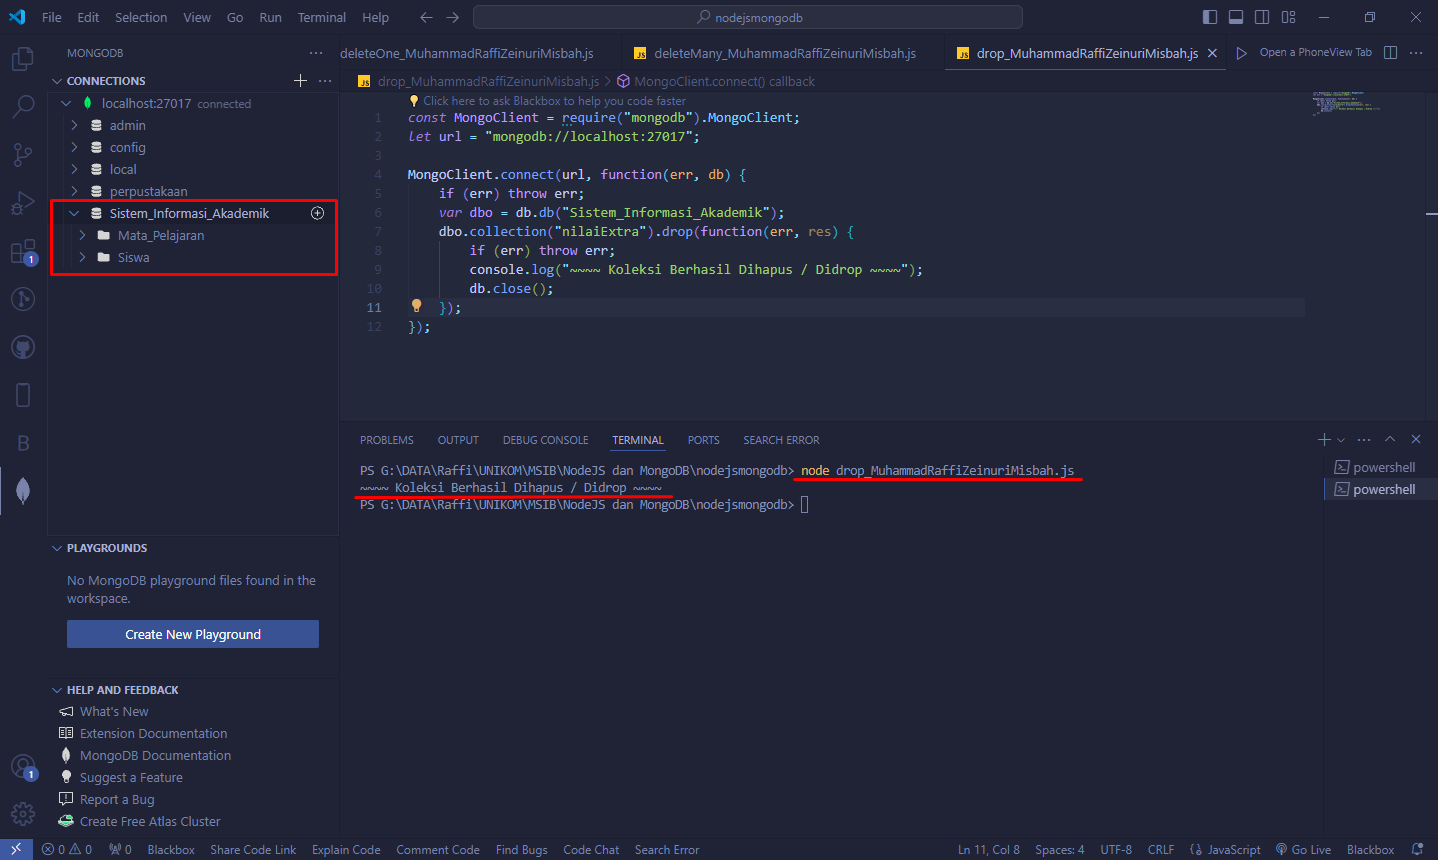 File Edit Selection View Go Run Terminal Help
nodejsmongodb
MONGODB
CONNECTIONS
localhost:27017 connected
admin
config
local
perpustakaan
Sistem_Informasi_Akademik
Mata_Pelajaran
Siswa
PLAYGROUNDS
No MongoDB playground files found in the
workspace.
Create New Playground
HELP AND FEEDBACK
What's New
Extension Documentation
MongoDB Documentation
Suggest a Feature
Report a Bug
Create Free Atlas Cluster
deleteOne_MuhammadRaffiZeinuriMisbah.js JS deleteMany_MuhammadRaffiZeinuriMisbah.js JS drop_MuhammadRaffiZeinuriMisbah.js Open a PhoneView Tab
JS drop_MuhammadRaffiZeinuriMisbah.js > MongoClient.connect() callback
Click here to ask Blackbox to help you code faster
1 const MongoClient = require("mongodb").MongoClient;
2 let url = "mongodb://localhost:27017";
3
4 MongoClient.connect(url, function(err, db) {
5 if (err) throw err;
6 var dbo = db.db("Sistem_Informasi_Akademik");
7 dbo.collection("nilaiExtra").drop(function(err, res) {
8 if (err) throw err;
9 console.log("~~~~ Koleksi Berhasil Dihapus / Didrop ~~~~");
10 db.close();
11 });
12 });
PROBLEMS OUTPUT DEBUG CONSOLE TERMINAL PORTS SEARCH ERROR
PS G:\DATA\Raffi\UNIKOM\MSIB\NodeJS dan MongoDB\nodejsmongodb> node drop_MuhammadRaffiZeinuriMisbah.js
~~~~ Koleksi Berhasil Dihapus / Didrop ~~~~
PS G:\DATA\Raffi\UNIKOM\MSIB\NodeJS dan MongoDB\nodejsmongodb>
powershell
powershell
1
B
1
0 0 0 Blackbox Share Code Link Explain Code Comment Code Find Bugs Code Chat Search Error Ln 11, Col 8 Spaces: 4 UTF-8 CRLF {} JavaScript Go Live Blackbox